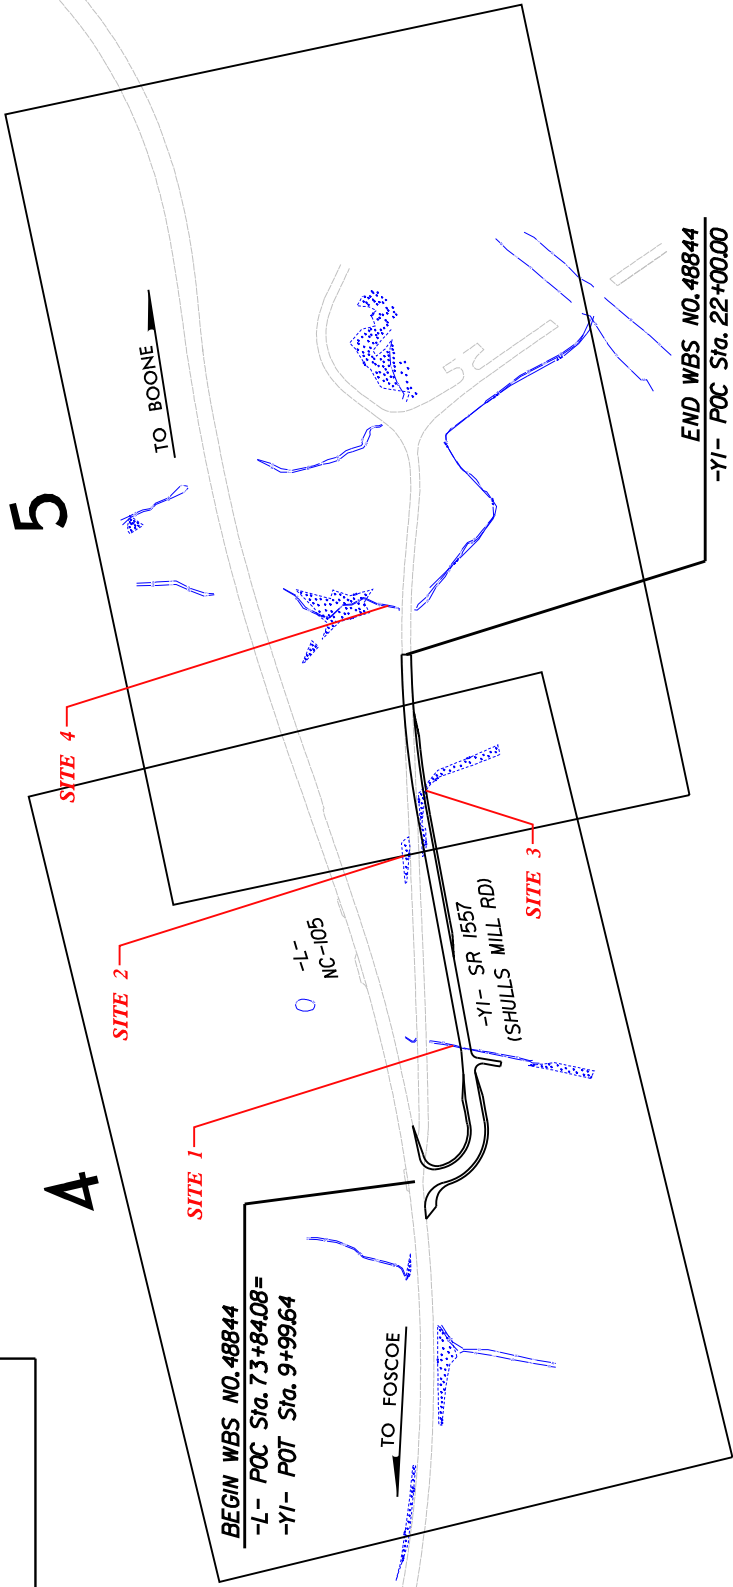 5
TO BOONE
SITE 4
END WBS NO. 48844
-Y1- POC Sta. 22+00.00
SITE 2
-L-
NC-105
SITE 3
-Y1- SR 1557
(SHULLS MILL RD)
4
SITE 1
BEGIN WBS NO. 48844
-L- POC Sta. 73+84.08=
-Y1- POT Sta. 9+99.64
TO FOSCOE